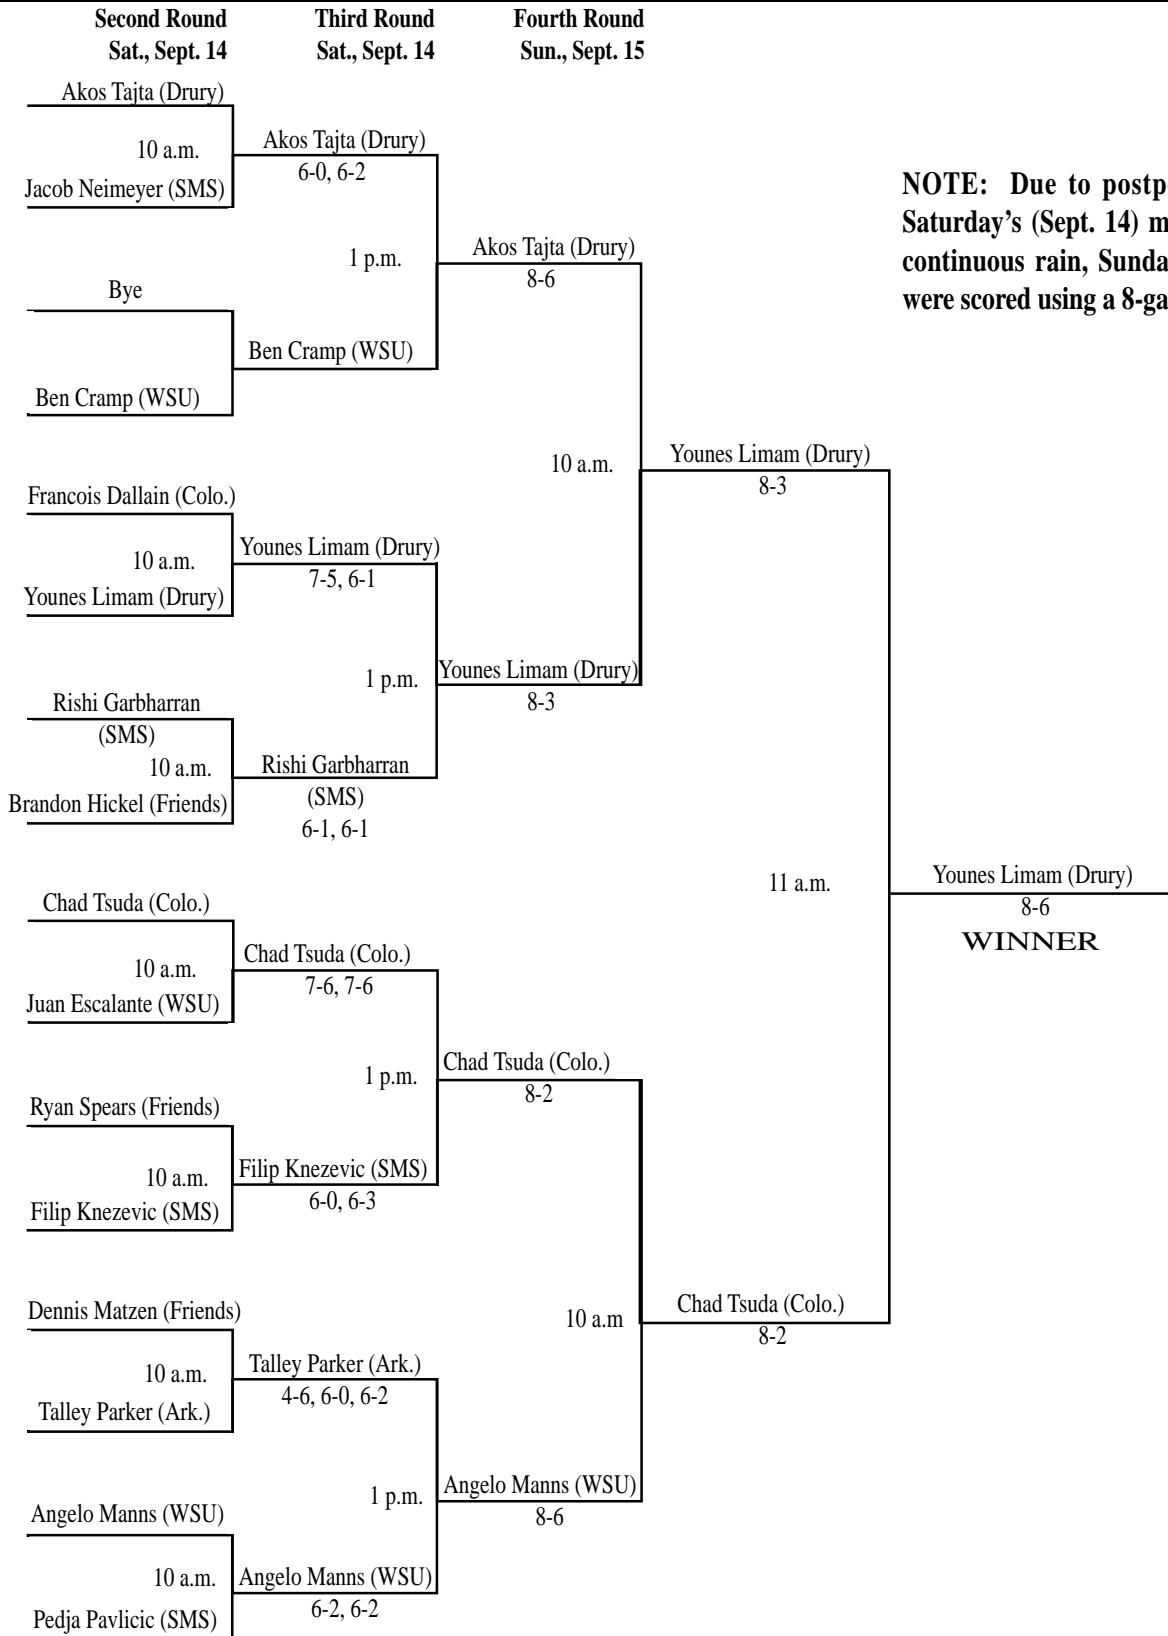 Second Round
Sat., Sept. 14
Third Round
Sat., Sept. 14
Fourth Round
Sun., Sept. 15
Akos Tajta (Drury)
10 a.m.
Jacob Neimeyer (SMS)
Bye
Ben Cramp (WSU)
Francois Dallain (Colo.)
10 a.m.
Younes Limam (Drury)
Rishi Garbharran
(SMS)
10 a.m.
Brandon Hickel (Friends)
Chad Tsuda (Colo.)
10 a.m.
Juan Escalante (WSU)
Ryan Spears (Friends)
10 a.m.
Filip Knezevic (SMS)
Dennis Matzen (Friends)
10 a.m.
Talley Parker (Ark.)
Angelo Manns (WSU)
10 a.m.
Pedja Pavlicic (SMS)
Akos Tajta (Drury)
6-0, 6-2
1 p.m.
Ben Cramp (WSU)
Younes Limam (Drury)
7-5, 6-1
1 p.m.
Rishi Garbharran
(SMS)
6-1, 6-1
Chad Tsuda (Colo.)
7-6, 7-6
1 p.m.
Filip Knezevic (SMS)
6-0, 6-3
Talley Parker (Ark.)
4-6, 6-0, 6-2
1 p.m.
Angelo Manns (WSU)
6-2, 6-2
Akos Tajta (Drury)
8-6
10 a.m.
Younes Limam (Drury)
8-3
Chad Tsuda (Colo.)
8-2
10 a.m
Angelo Manns (WSU)
8-6
Younes Limam (Drury)
8-3
11 a.m.
Chad Tsuda (Colo.)
8-2
Younes Limam (Drury)
8-6
WINNER
NOTE: Due to
Saturday's (Sept. 14)
continuous rain,
were scored using a